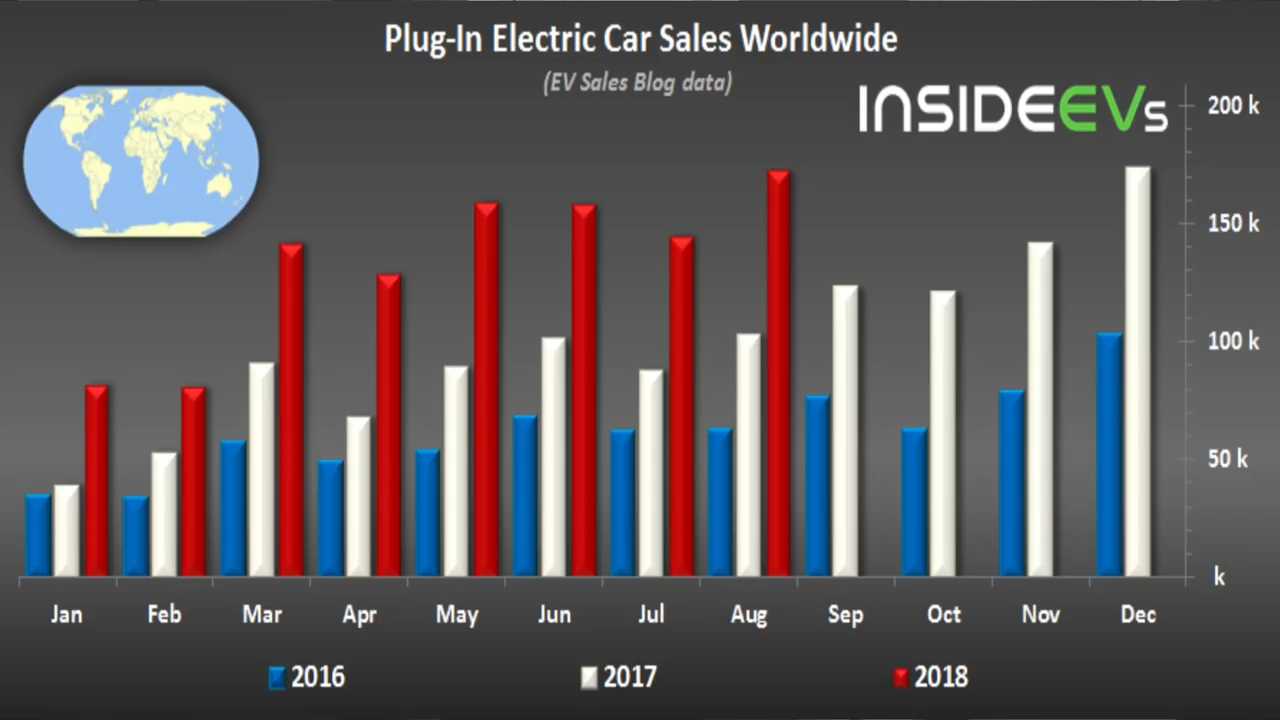 Plug-In Electric Car Sales Worldwide
(EV Sales Blog data)
INSIDEEVs
200 k
150 k
100 k
50 k
k
Jan Feb Mar Apr May Jun Jul Aug Sep Oct Nov Dec
2016 2017 2018